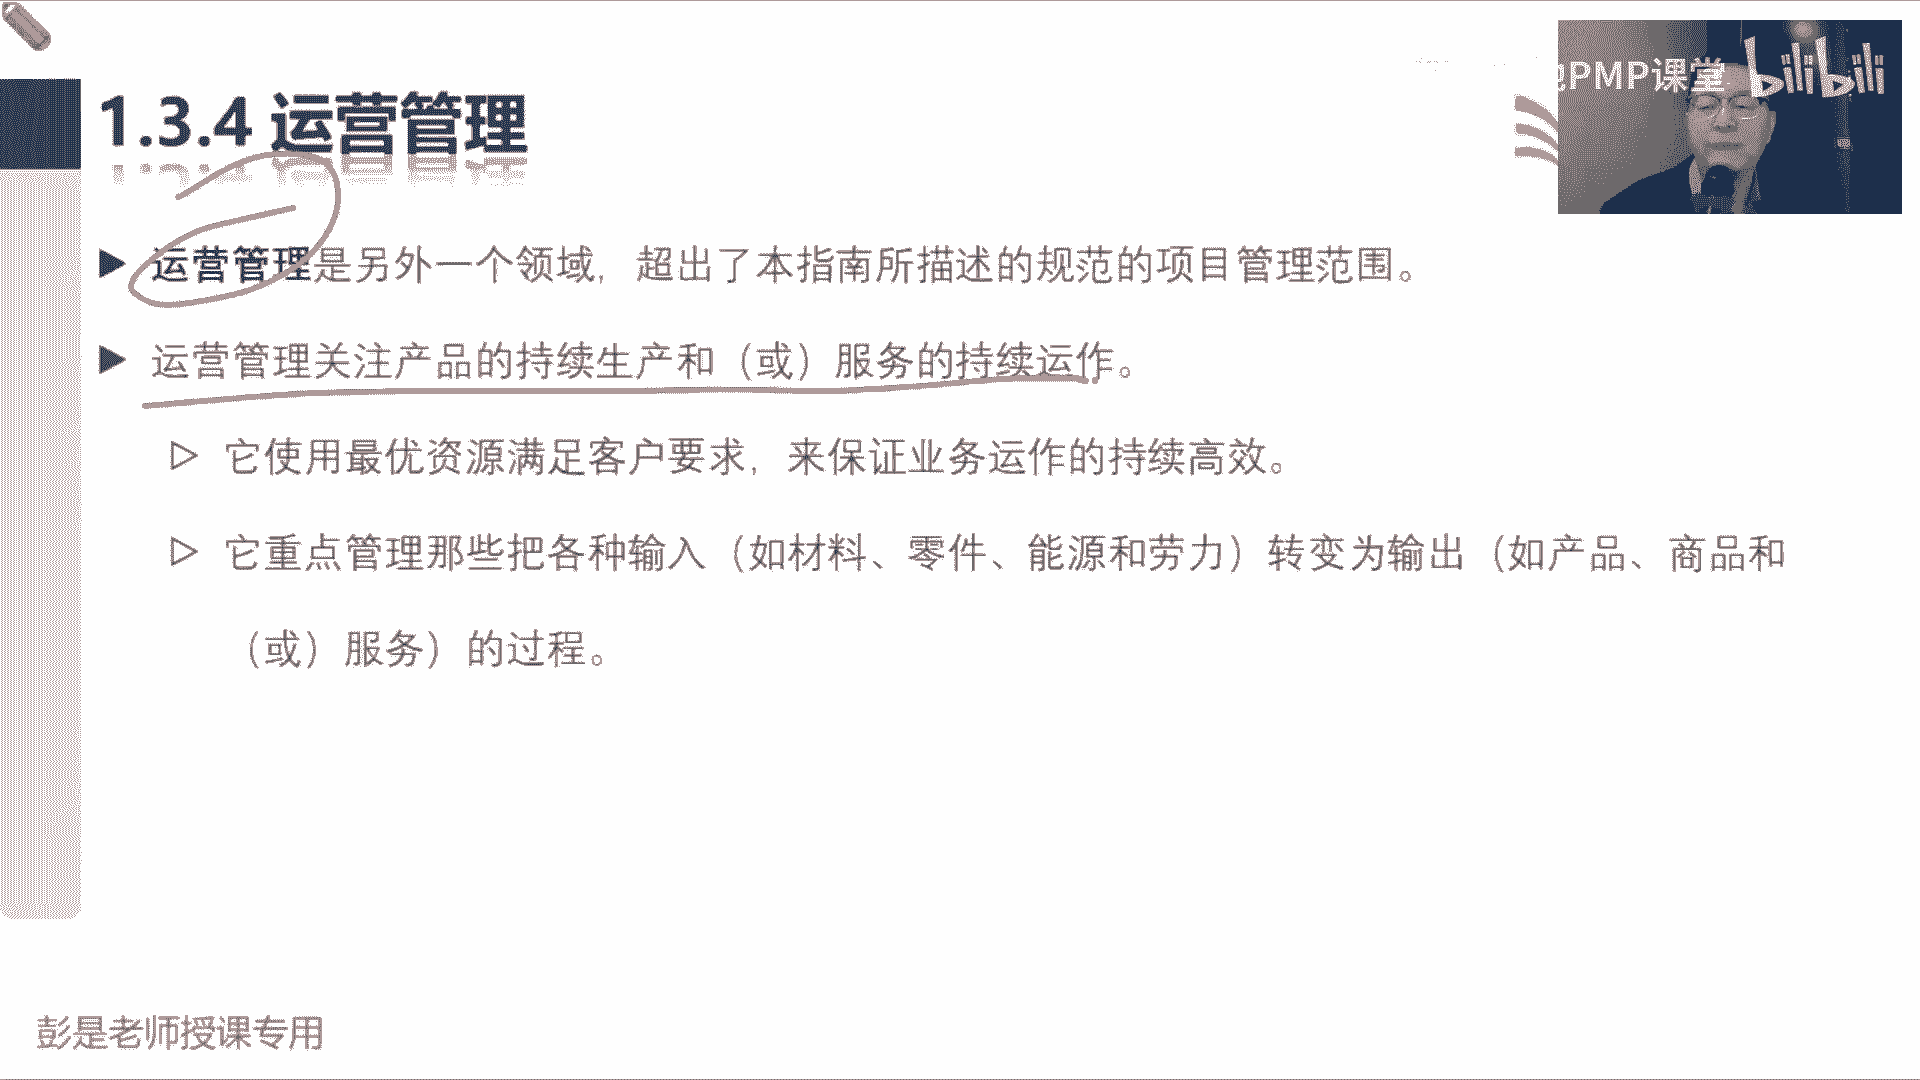 PMP课堂
bilibili
1.3.4 运营管理
运营管理是另外一个领域，超出了本指南所描述的规范的项目管理范围。
运营管理关注产品的持续生产和（或）服务的持续运作。
它使用最优资源满足客户要求，来保证业务运作的持续高效。
它重点管理那些把各种输入（如材料、零件、能源和劳力）转变为输出（如产品、商品和
（或）服务）的过程。
彭是老师授课专用